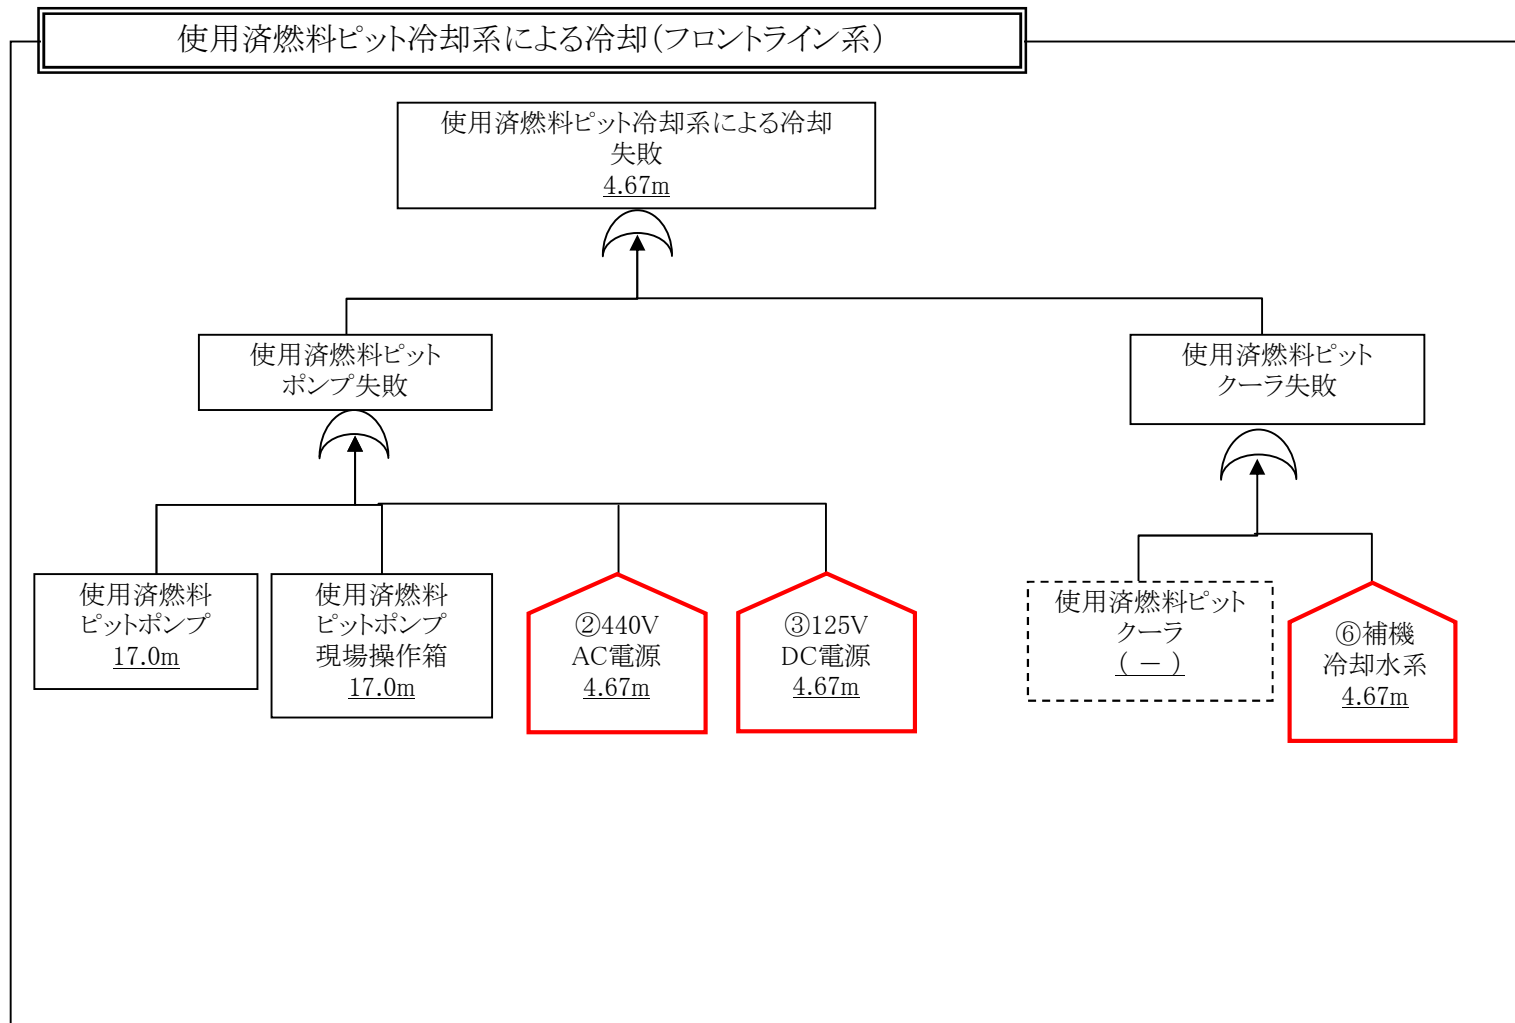 使用済燃料ピット冷却系による冷却（フロントライン系）
使用済燃料ピット冷却系による冷却
失敗
4.67m
使用済燃料ピット
ポンプ失敗
使用済燃料ピット
クーラ失敗
使用済燃料
ピットポンプ
17.0m
使用済燃料
ピットポンプ
現場操作箱
17.0m
②440V
AC電源
4.67m
③125V
DC電源
4.67m
使用済燃料ピット
クーラ
（ － ）
⑥補機
冷却水系
4.67m